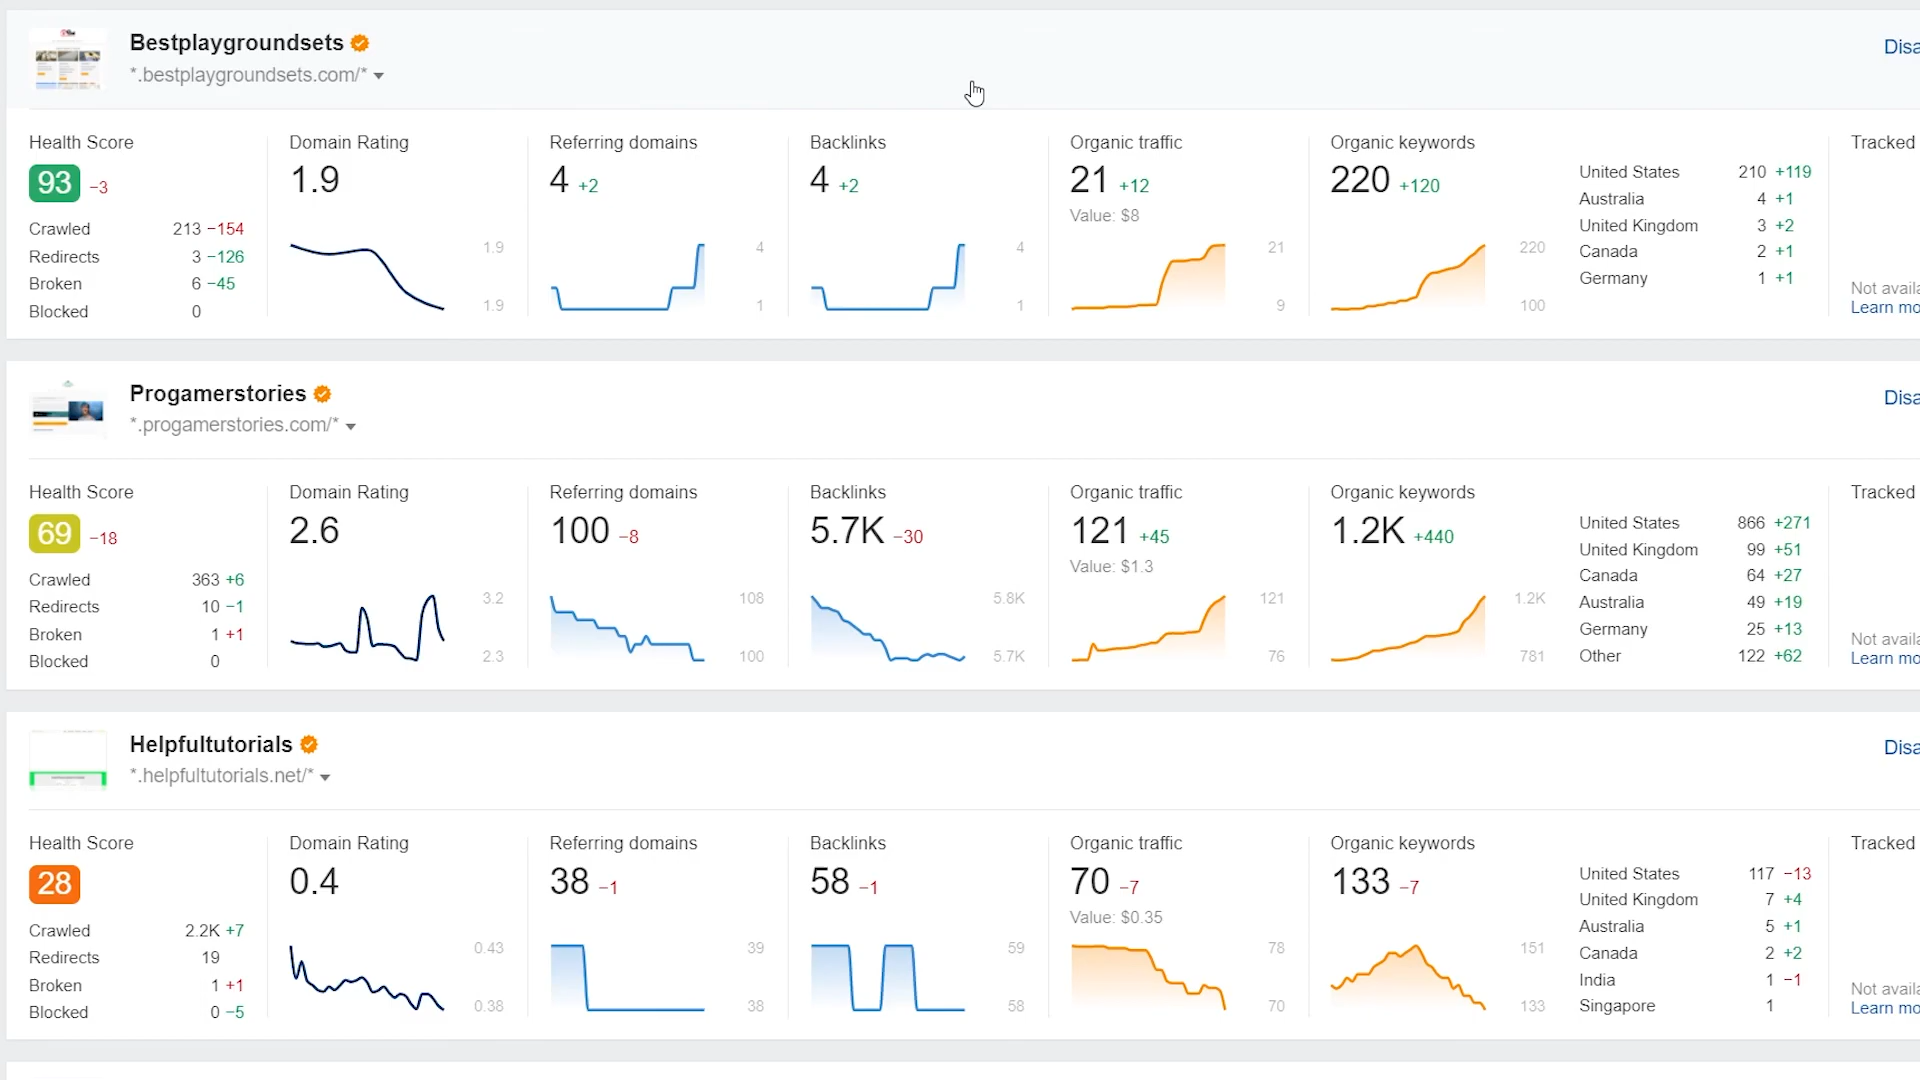 Bestplaygroundsets
*.bestplaygroundsets.com/*
Disa
Health Score
93 −3
Crawled 213 −154
Redirects 3 −126
Broken 6 −45
Blocked 0
Domain Rating
1.9
1.9
1.9
Referring domains
4 +2
4
1
Backlinks
4 +2
4
1
Organic traffic
21 +12
Value: $8
21
9
Organic keywords
220 +120
220
100
United States 210 +119
Australia 4 +1
United Kingdom 3 +2
Canada 2 +1
Germany 1 +1
Tracked
Not availa
Learn mo
Progamerstories
*.progamerstories.com/*
Disa
Health Score
69 −18
Crawled 363 +6
Redirects 10 −1
Broken 1 +1
Blocked 0
Domain Rating
2.6
3.2
2.3
Referring domains
100 −8
108
100
Backlinks
5.7K −30
5.8K
5.7K
Organic traffic
121 +45
Value: $1.3
121
76
Organic keywords
1.2K +440
1.2K
781
United States 866 +271
United Kingdom 99 +51
Canada 64 +27
Australia 49 +19
Germany 25 +13
Other 122 +62
Tracked
Not availa
Learn mo
Helpfultutorials
*.helpfultutorials.net/*
Disa
Health Score
28
Crawled 2.2K +7
Redirects 19
Broken 1 +1
Blocked 0 −5
Domain Rating
0.4
0.43
0.38
Referring domains
38 −1
39
38
Backlinks
58 −1
59
58
Organic traffic
70 −7
Value: $0.35
78
70
Organic keywords
133 −7
151
133
United States 117 −13
United Kingdom 7 +4
Australia 5 +1
Canada 2 +2
India 1 −1
Singapore 1
Tracked
Not availa
Learn mo